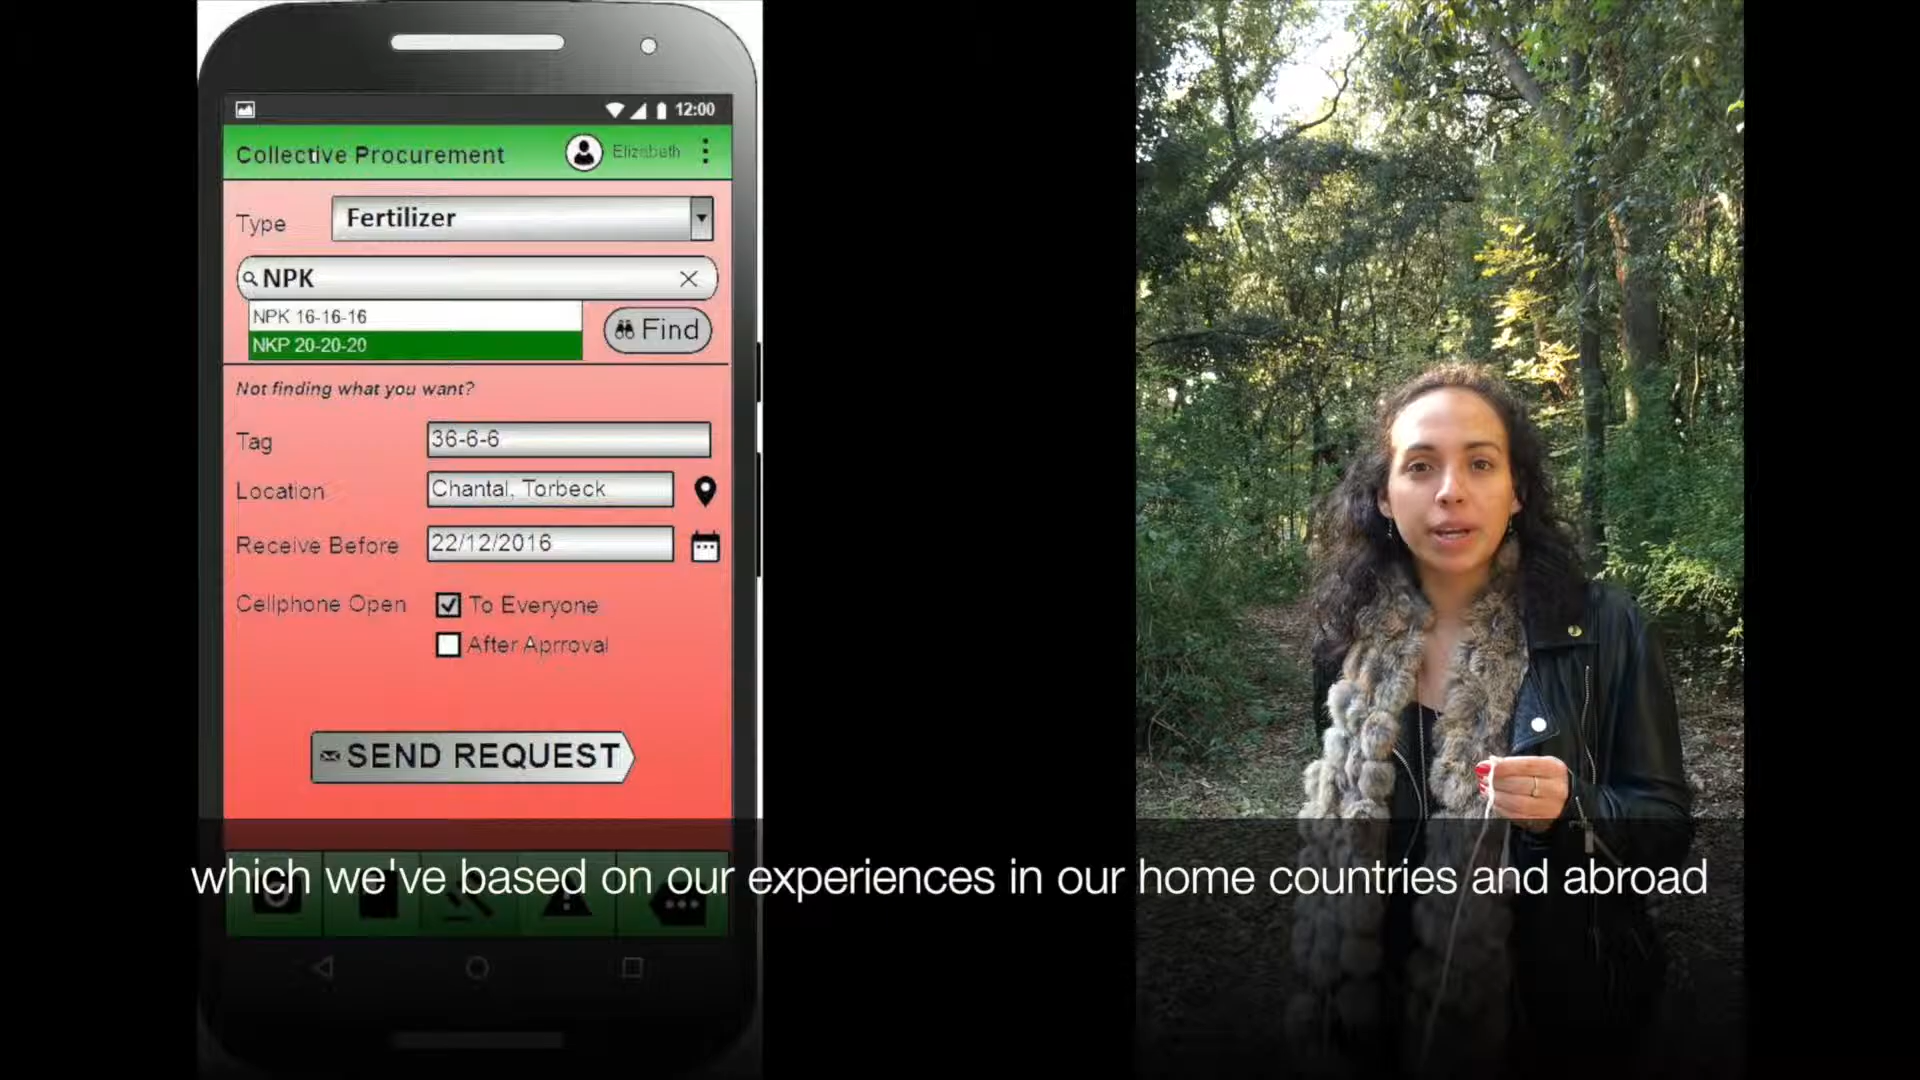 12:00
Collective Procurement
Elizabeth
Type
Fertilizer
NPK
NPK 16-16-16
NKP 20-20-20
Find
Not finding what you want?
Tag
36-6-6
Location
Chantal, Torbeck
Receive Before
22/12/2016
Cellphone Open
To Everyone
After Aprroval
SEND REQUEST
which we've based on our experiences in our home countries and abroad